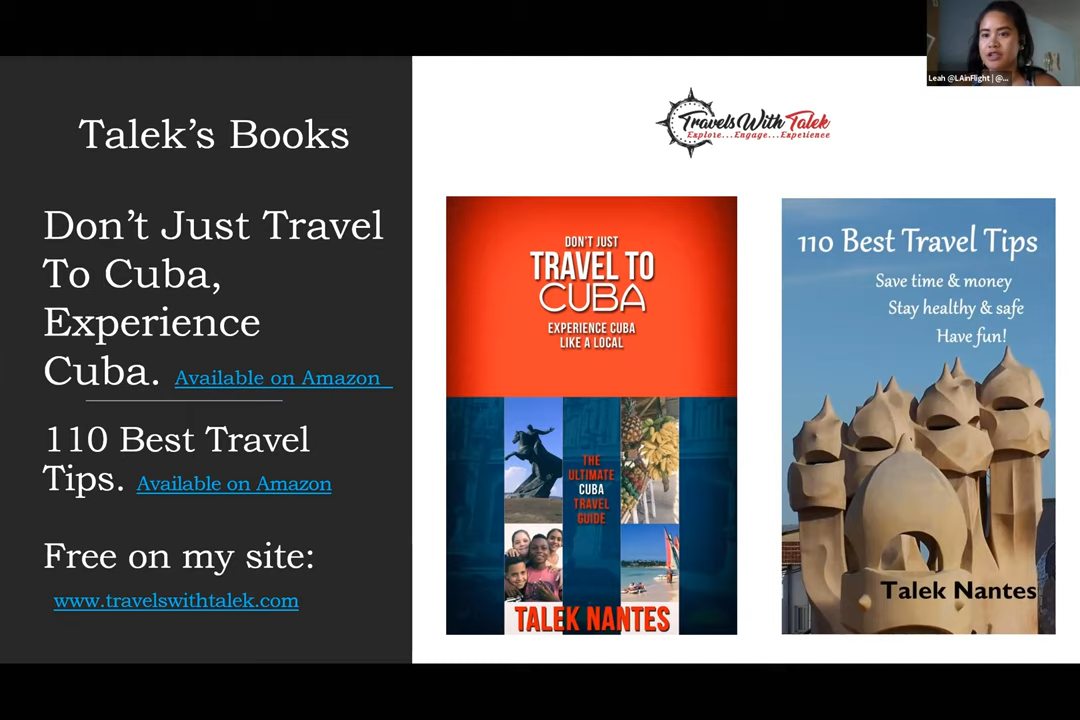 Leah @LAinFlight | @...
Talek's Books
Don't Just Travel
To Cuba,
Experience
Cuba. Available on Amazon
110 Best Travel
Tips. Available on Amazon
Free on my site:
www.travelswithtalek.com
Travels With Talek
Explore...Engage...Experience
DON'T JUST
TRAVEL TO
CUBA
EXPERIENCE CUBA
LIKE A LOCAL
THE
ULTIMATE
CUBA
TRAVEL
GUIDE
TALEK NANTES
110 Best Travel Tips
Save time & money
Stay healthy & safe
Have fun!
Talek Nantes